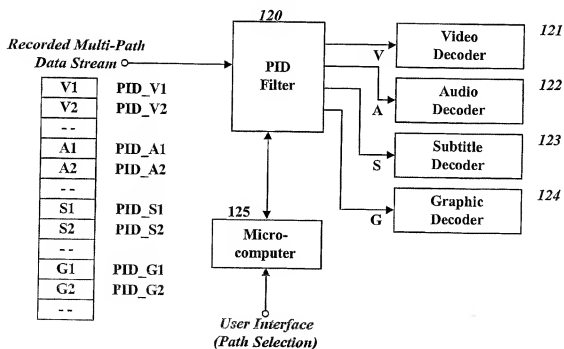 120
Recorded Multi-Path
Data Stream
PID
Filter
V
Video
Decoder
121
A
Audio
Decoder
122
S
Subtitle
Decoder
123
G
Graphic
Decoder
124
V1 PID_V1
V2 PID_V2
--
A1 PID_A1
A2 PID_A2
--
S1 PID_S1
S2 PID_S2
--
G1 PID_G1
G2 PID_G2
--
125
Micro-
computer
User Interface
(Path Selection)